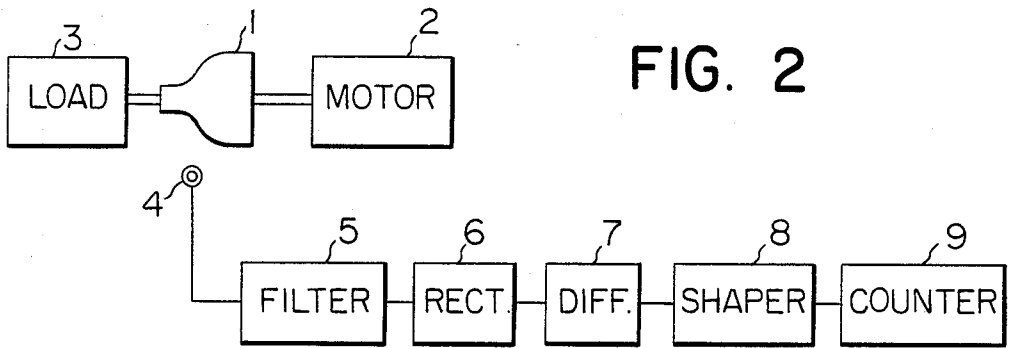 3
1
2
FIG. 2
LOAD
MOTOR
4
5
6
7
8
9
FILTER
RECT.
DIFF.
SHAPER
COUNTER